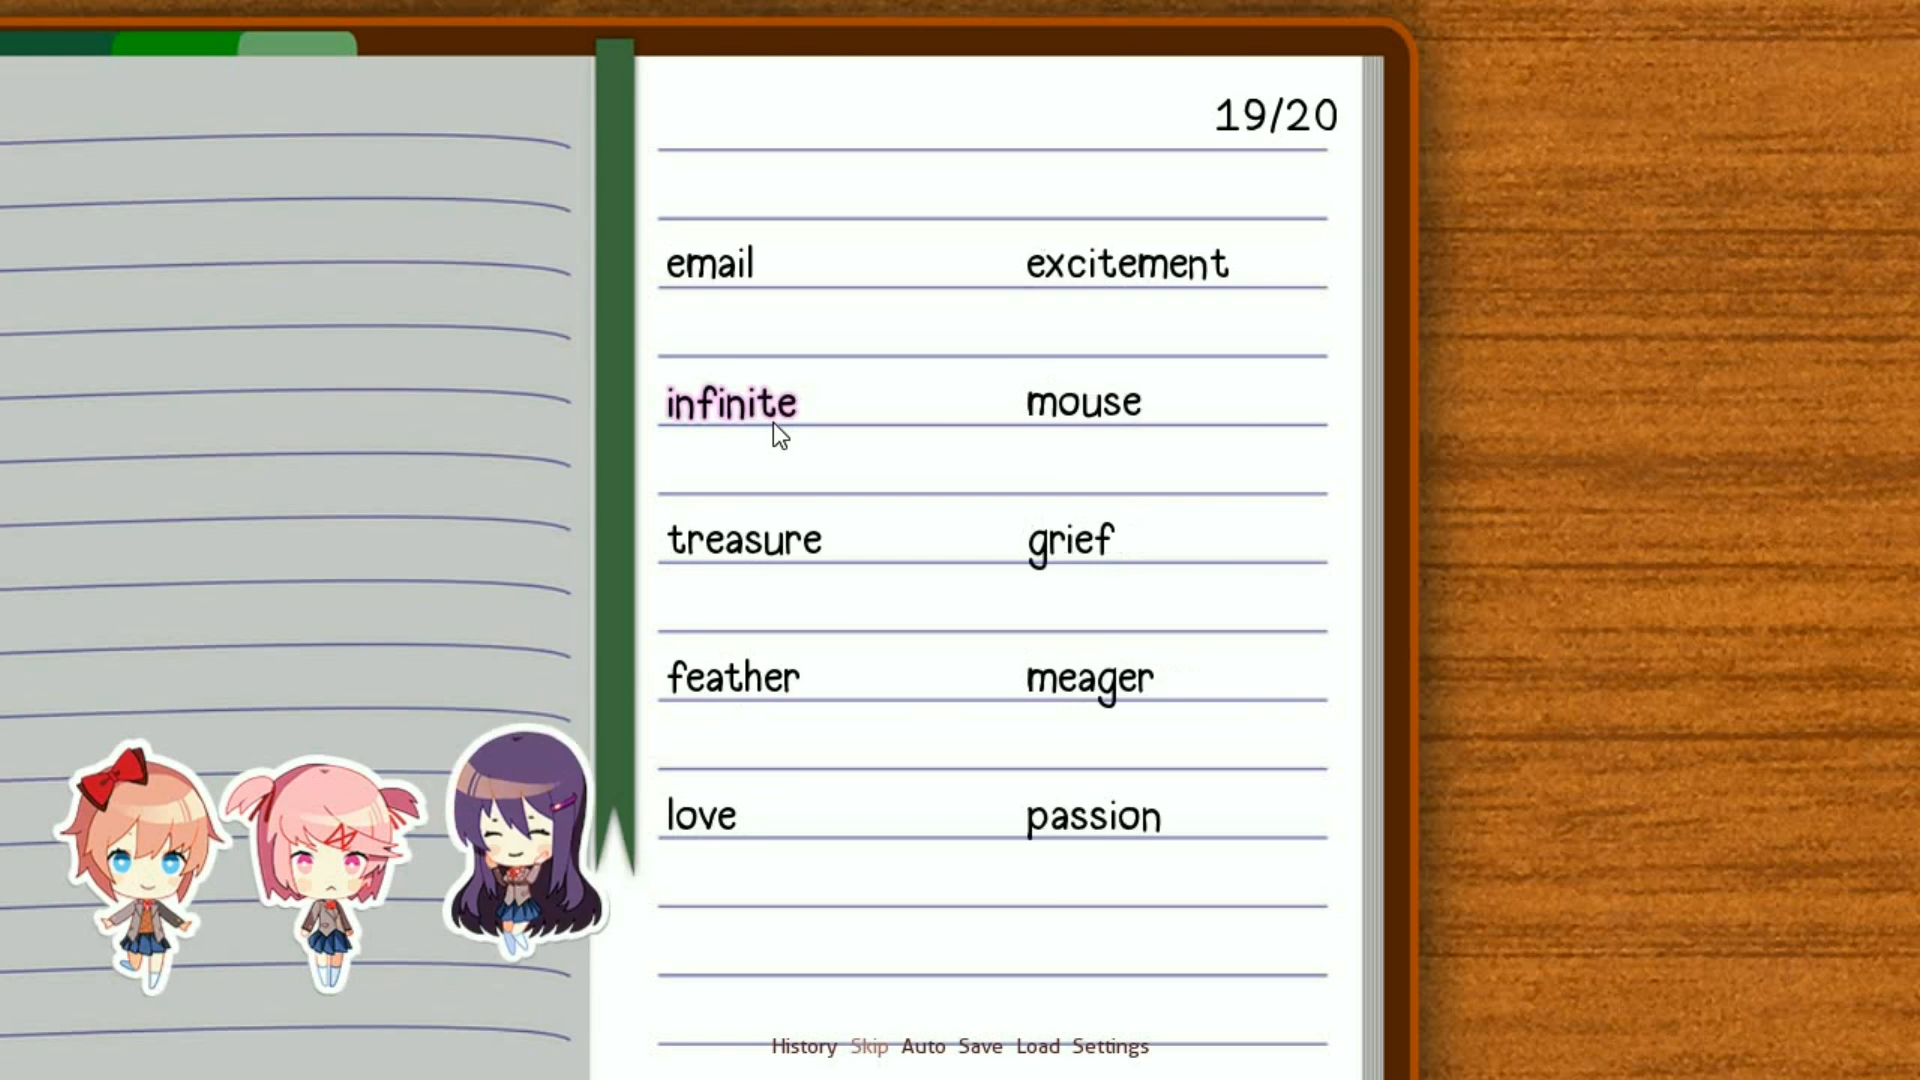 19/20
email excitement
infinite mouse
treasure grief
feather meager
love passion
History Skip Auto Save Load Settings